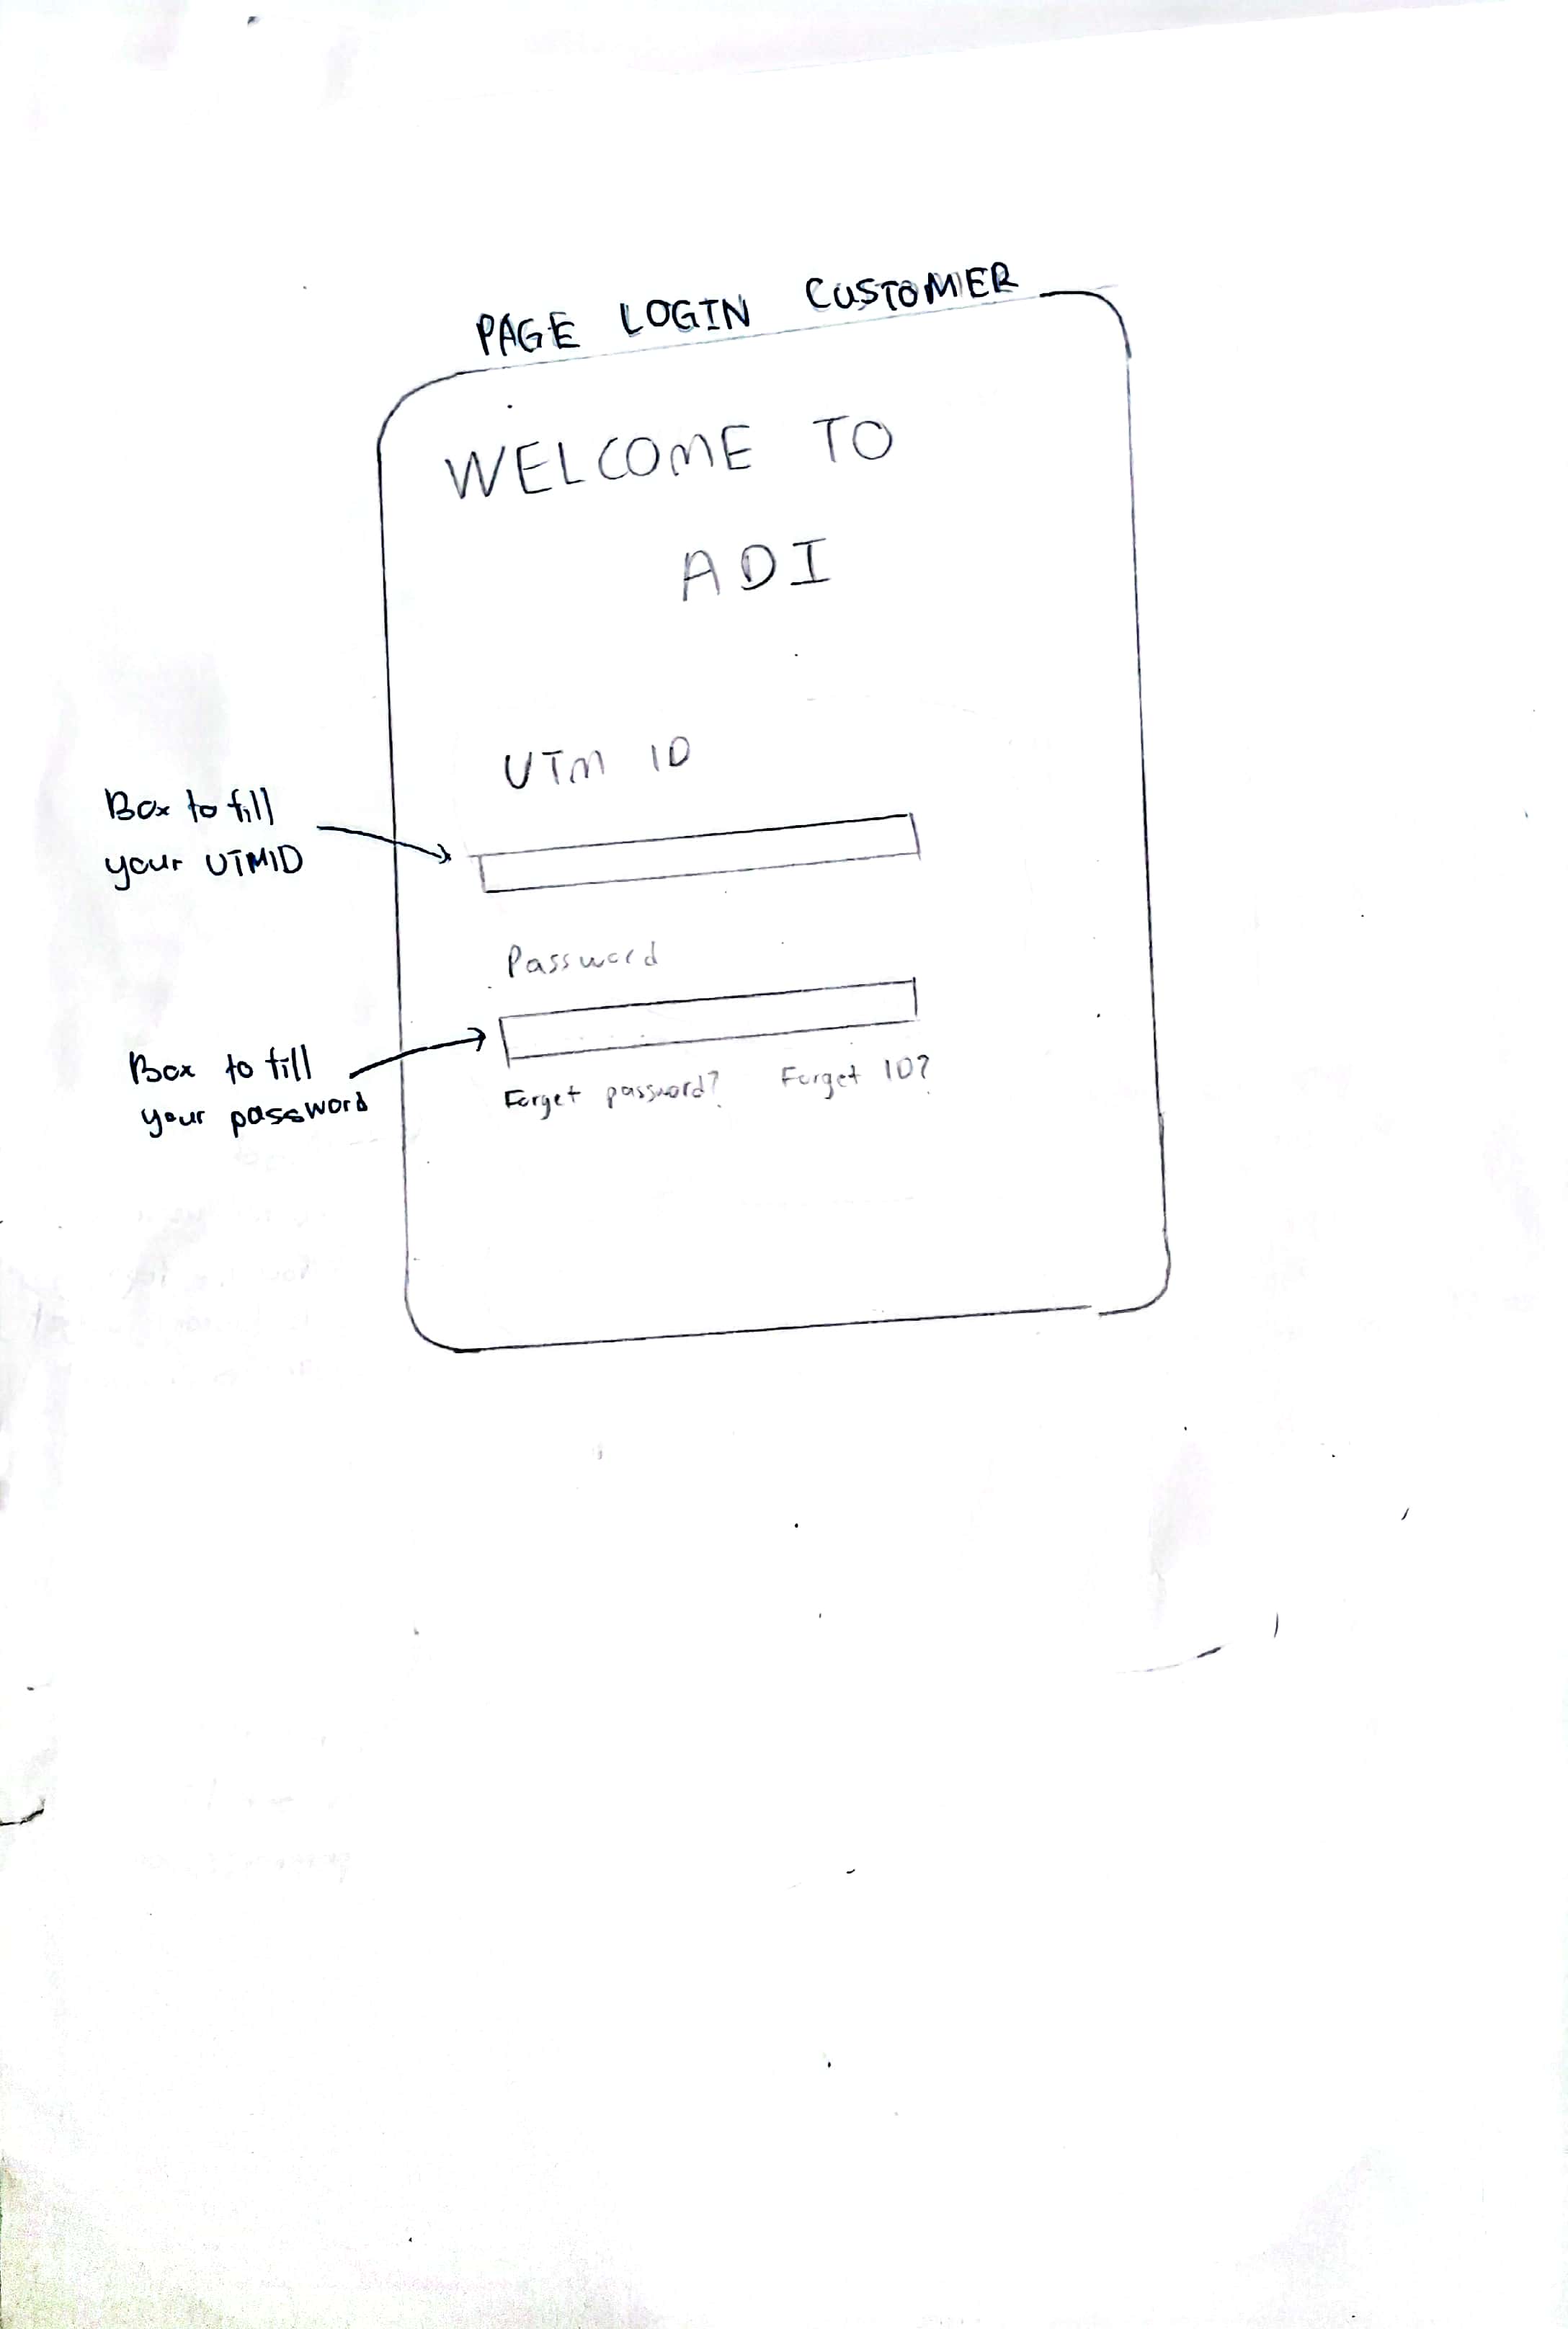 PAGE LOGIN CUSTOMER
WELCOME TO
ADI
UTM ID
Box to fill
your UTMID
Password
Box to fill
your password
Forget password? Forget ID?